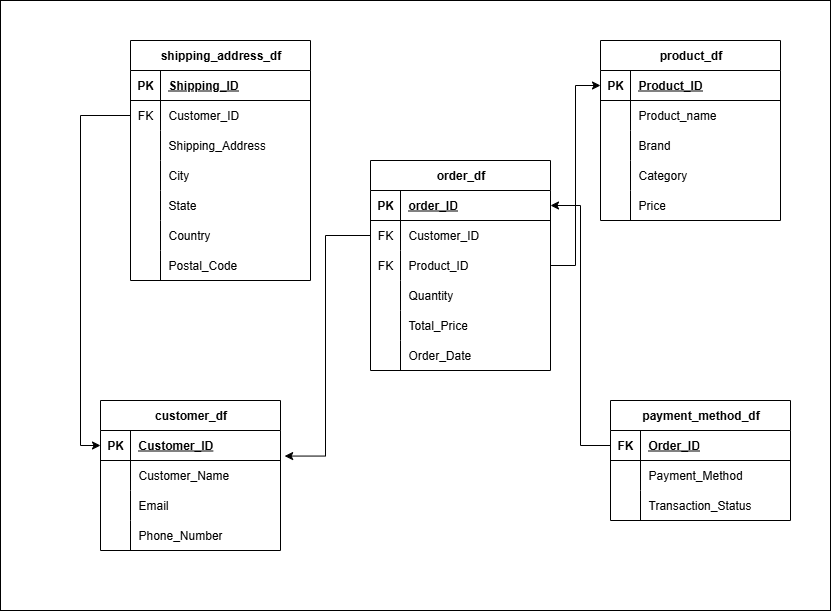 shipping_address_df
PK Shipping_ID
FK Customer_ID
Shipping_Address
City
State
Country
Postal_Code
product_df
PK Product_ID
Product_name
Brand
Category
Price
order_df
PK order_ID
FK Customer_ID
FK Product_ID
Quantity
Total_Price
Order_Date
customer_df
PK Customer_ID
Customer_Name
Email
Phone_Number
payment_method_df
FK Order_ID
Payment_Method
Transaction_Status